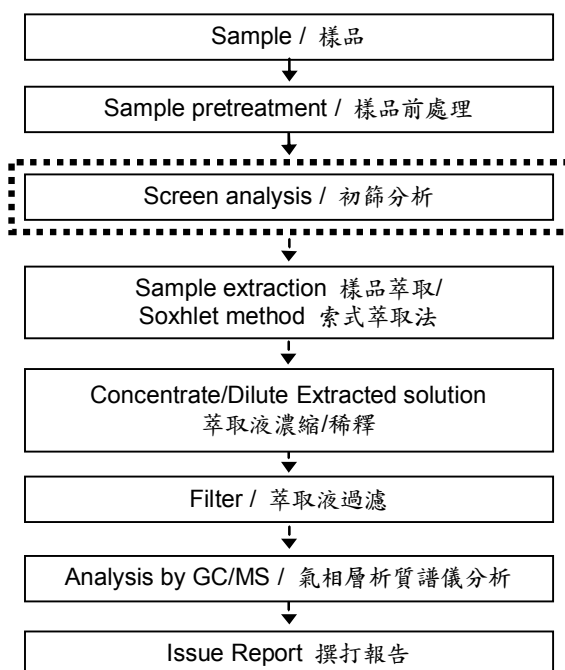 Sample / 樣品
Sample pretreatment / 樣品前處理
Screen analysis / 初篩分析
Sample extraction 樣品萃取/
Soxhlet method 索式萃取法
Concentrate/Dilute Extracted solution
萃取液濃縮/稀釋
Filter / 萃取液過濾
Analysis by GC/MS / 氣相層析質譜儀分析
Issue Report 撰打報告